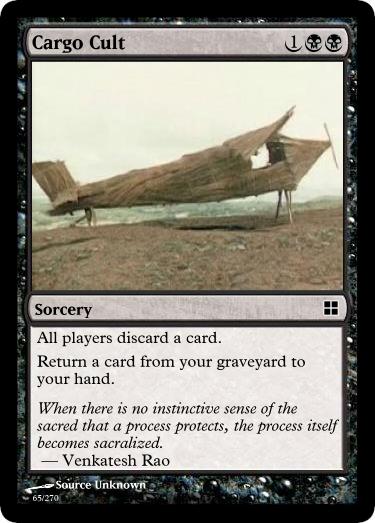 Cargo Cult 1
Sorcery
All players discard a card.
Return a card from your graveyard to
your hand.
When there is no instinctive sense of the
sacred that a process protects, the process itself
becomes sacralized.
— Venkatesh Rao
Source Unknown
65/270